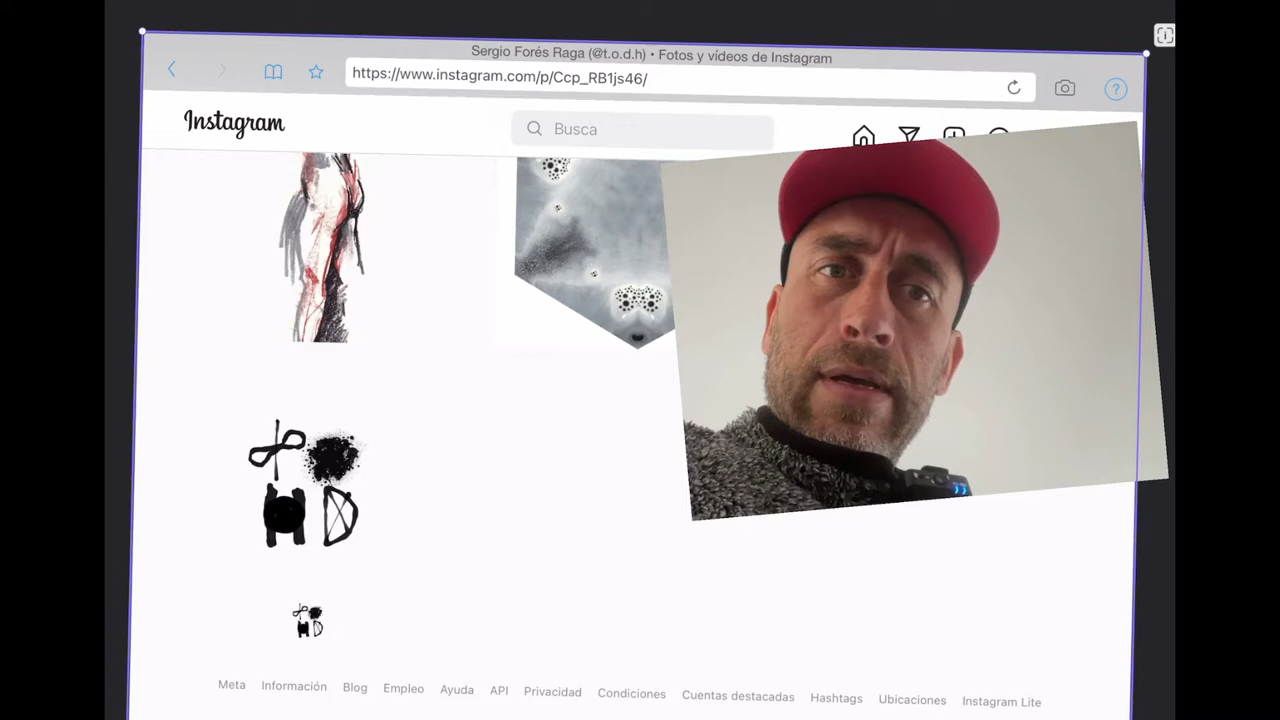 Sergio Forés Raga (@t.o.d.h) • Fotos y vídeos de Instagram
https://www.instagram.com/p/Ccp_RB1js46/
Instagram
Busca
Meta Información Blog Empleo Ayuda API Privacidad Condiciones Cuentas destacadas Hashtags Ubicaciones Instagram Lite